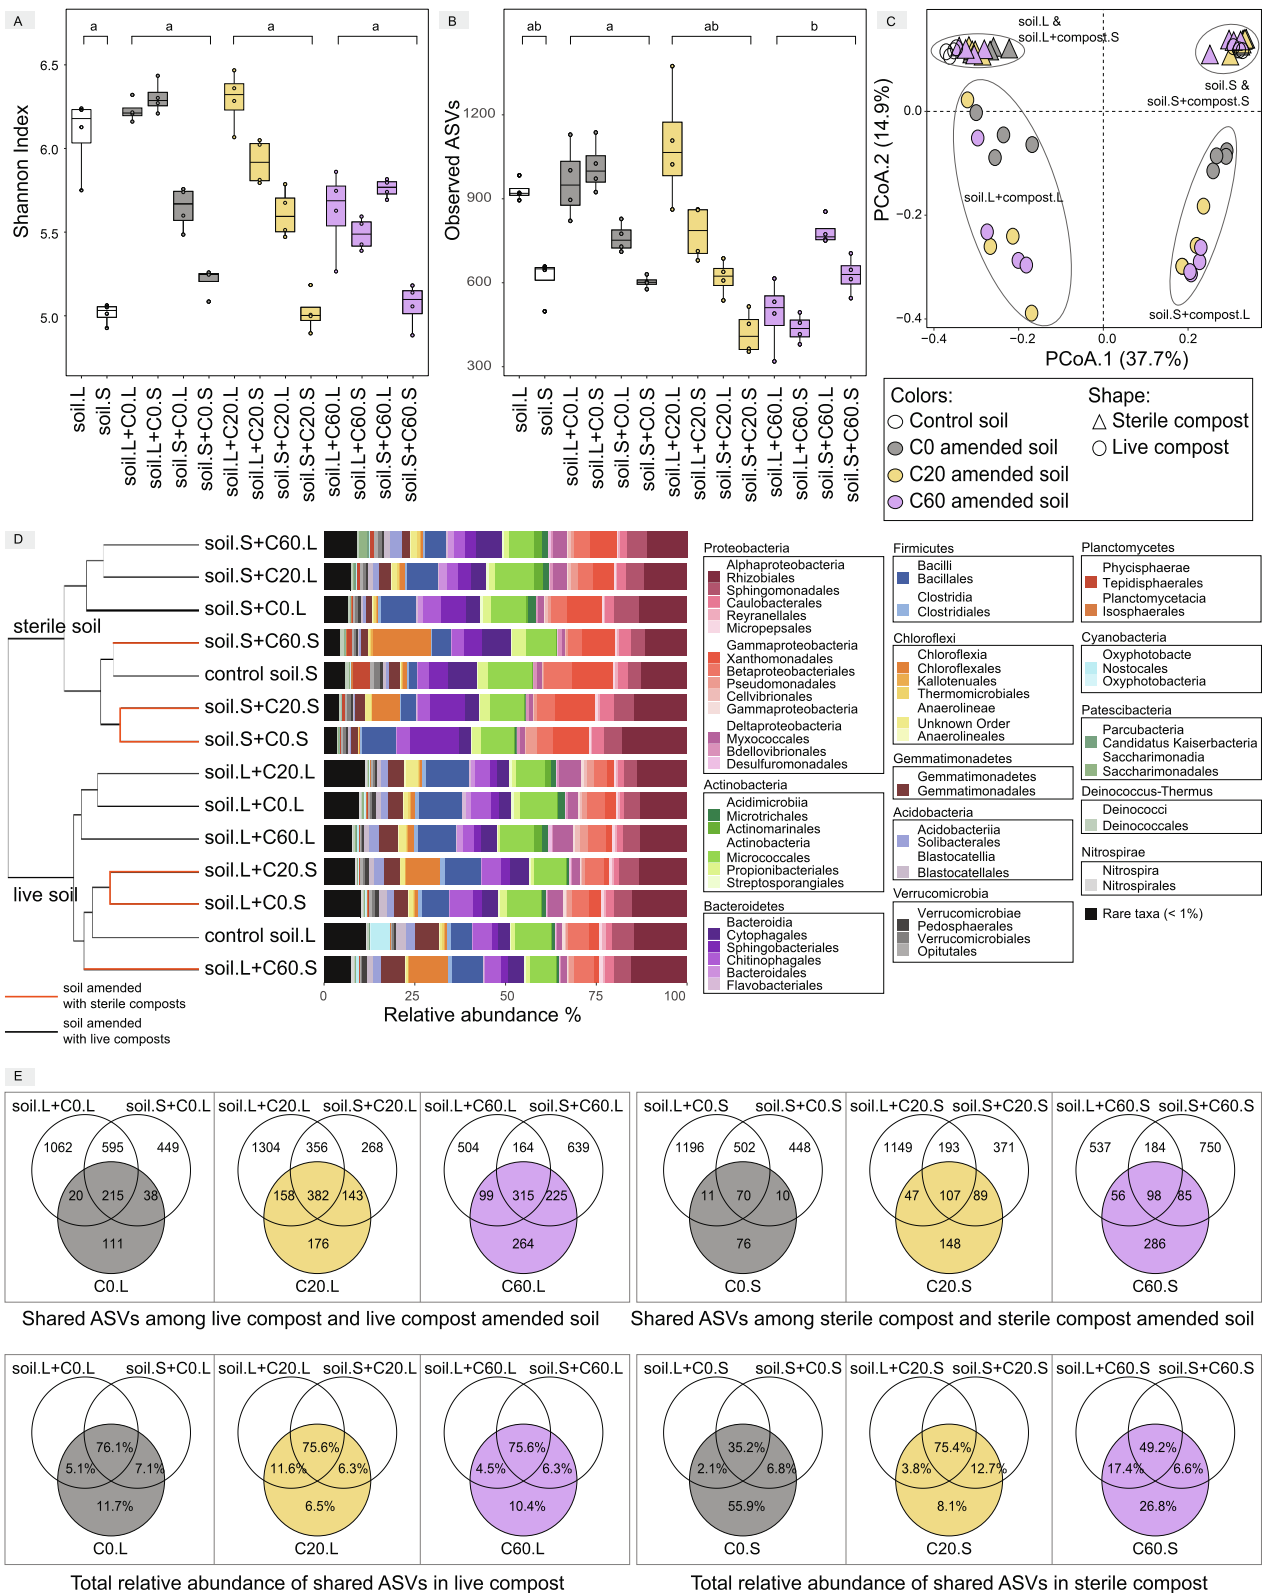 A
a
a
a
a
6.5
6.0
5.5
5.0
Shannon Index
soil.L
soil.S
soil.L+C0.L
soil.L+C0.S
soil.S+C0.L
soil.S+C0.S
soil.L+C20.L
soil.L+C20.S
soil.S+C20.L
soil.S+C20.S
soil.L+C60.L
soil.L+C60.S
soil.S+C60.L
soil.S+C60.S
B
ab
a
ab
b
1200
900
600
300
Observed ASVs
soil.L
soil.S
soil.L+C0.L
soil.L+C0.S
soil.S+C0.L
soil.S+C0.S
soil.L+C20.L
soil.L+C20.S
soil.S+C20.L
soil.S+C20.S
soil.L+C60.L
soil.L+C60.S
soil.S+C60.L
soil.S+C60.S
C
soil.L &
soil.L+compost.S
soil.S &
soil.S+compost.S
soil.L+compost.L
soil.S+compost.L
0.0
−0.2
−0.4
PCoA.2 (14.9%)
−0.4
−0.2
0.0
0.2
PCoA.1 (37.7%)
Colors:
Control soil
C0 amended soil
C20 amended soil
C60 amended soil
Shape:
Sterile compost
Live compost
D
sterile soil
live soil
soil.S+C60.L
soil.S+C20.L
soil.S+C0.L
soil.S+C60.S
control soil.S
soil.S+C20.S
soil.S+C0.S
soil.L+C20.L
soil.L+C0.L
soil.L+C60.L
soil.L+C20.S
soil.L+C0.S
control soil.L
soil.L+C60.S
soil amended
with sterile composts
soil amended
with live composts
0
25
50
75
100
Relative abundance %
Proteobacteria
Alphaproteobacteria
Rhizobiales
Sphingomonadales
Caulobacterales
Reyranellales
Micropepsales
Gammaproteobacteria
Xanthomonadales
Betaproteobacteriales
Pseudomonadales
Cellvibrionales
Gammaproteobacteria
Deltaproteobacteria
Myxococcales
Bdellovibrionales
Desulfuromonadales
Actinobacteria
Acidimicrobiia
Microtrichales
Actinomarinales
Actinobacteria
Micrococcales
Propionibacteriales
Streptosporangiales
Bacteroidetes
Bacteroidia
Cytophagales
Sphingobacteriales
Chitinophagales
Bacteroidales
Flavobacteriales
Firmicutes
Bacilli
Bacillales
Clostridia
Clostridiales
Chloroflexi
Chloroflexia
Chloroflexales
Kallotenuales
Thermomicrobiales
Anaerolineae
Unknown Order
Anaerolineales
Gemmatimonadetes
Gemmatimonadetes
Gemmatimonadales
Acidobacteria
Acidobacteriia
Solibacterales
Blastocatellia
Blastocatellales
Verrucomicrobia
Verrucomicrobiae
Pedosphaerales
Verrucomicrobiales
Opitutales
Planctomycetes
Phycisphaerae
Tepidisphaerales
Planctomycetacia
Isosphaerales
Cyanobacteria
Oxyphotobacte
Nostocales
Oxyphotobacteria
Patescibacteria
Parcubacteria
Candidatus Kaiserbacteria
Saccharimonadia
Saccharimonadales
Deinococcus-Thermus
Deinococci
Deinococcales
Nitrospirae
Nitrospira
Nitrospirales
Rare taxa (< 1%)
E
soil.L+C0.L soil.S+C0.L
1062 595 449
20 215 38
111
C0.L
soil.L+C20.L soil.S+C20.L
1304 356 268
158 382 143
176
C20.L
soil.L+C60.L soil.S+C60.L
504 164 639
99 315 225
264
C60.L
soil.L+C0.S soil.S+C0.S
1196 502 448
11 70 10
76
C0.S
soil.L+C20.S soil.S+C20.S
1149 193 371
47 107 89
148
C20.S
soil.L+C60.S soil.S+C60.S
537 184 750
56 98 85
286
C60.S
Shared ASVs among live compost and live compost amended soil
Shared ASVs among sterile compost and sterile compost amended soil
soil.L+C0.L soil.S+C0.L
76.1%
5.1% 7.1%
11.7%
C0.L
soil.L+C20.L soil.S+C20.L
75.6%
11.6% 6.3%
6.5%
C20.L
soil.L+C60.L soil.S+C60.L
75.6%
4.5% 6.3%
10.4%
C60.L
soil.L+C0.S soil.S+C0.S
35.2%
2.1% 6.8%
55.9%
C0.S
soil.L+C20.S soil.S+C20.S
75.4%
3.8% 12.7%
8.1%
C20.S
soil.L+C60.S soil.S+C60.S
49.2%
17.4% 6.6%
26.8%
C60.S
Total relative abundance of shared ASVs in live compost
Total relative abundance of shared ASVs in sterile compost